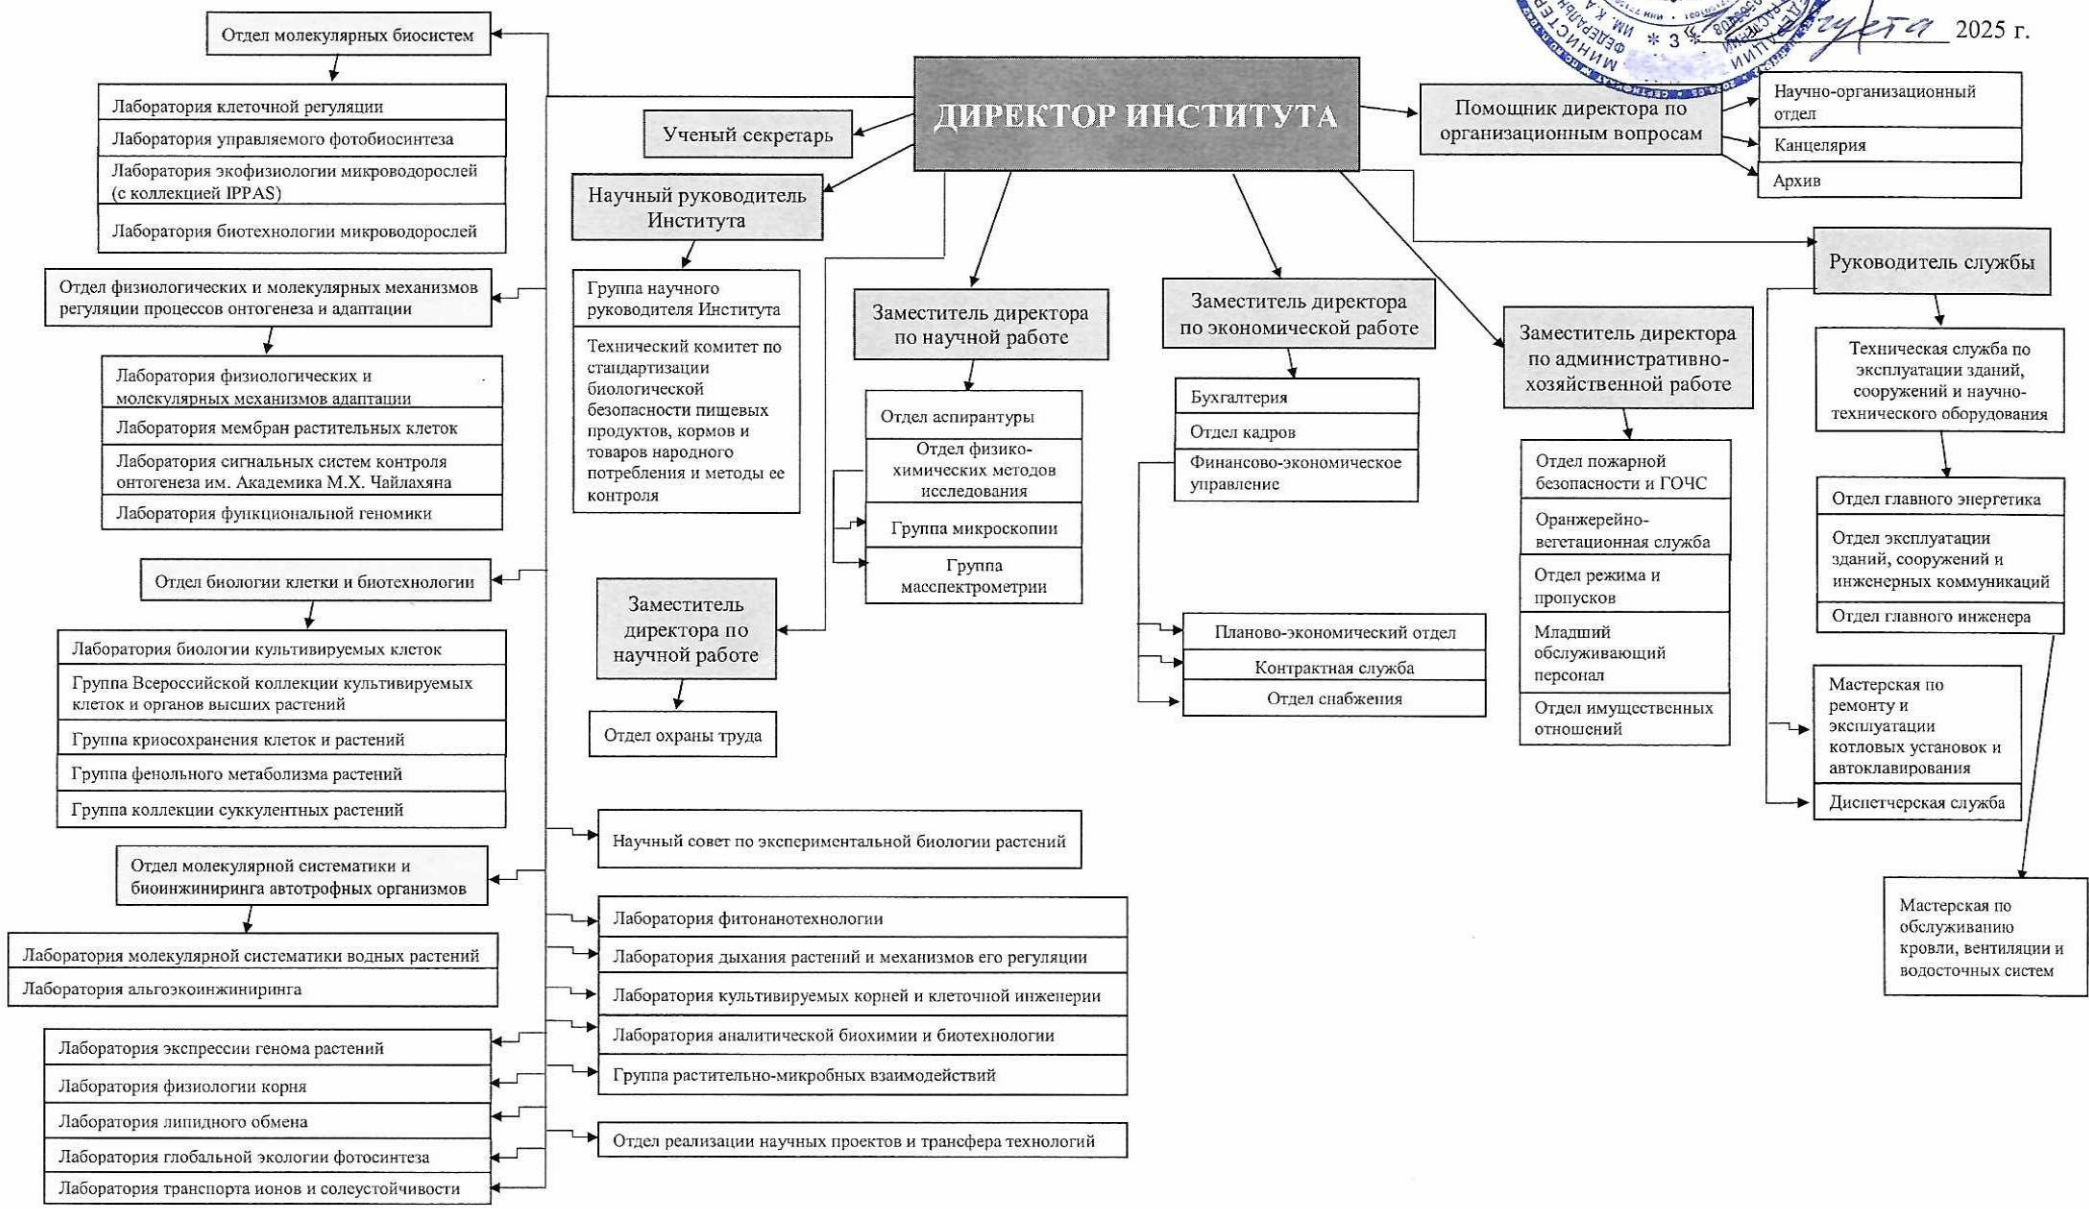 2025 г.
ДИРЕКТОР ИНСТИТУТА
Отдел молекулярных биосистем
Лаборатория клеточной регуляции
Лаборатория управляемого фотобиосинтеза
Лаборатория экофизиологии микроводорослей
(с коллекцией IPPAS)
Лаборатория биотехнологии микроводорослей
Отдел физиологических и молекулярных механизмов
регуляции процессов онтогенеза и адаптации
Лаборатория физиологических и
молекулярных механизмов адаптации
Лаборатория мембран растительных клеток
Лаборатория сигнальных систем контроля
онтогенеза им. Академика М.Х. Чайлахяна
Лаборатория функциональной геномики
Отдел биологии клетки и биотехнологии
Лаборатория биологии культивируемых клеток
Группа Всероссийской коллекции культивируемых
клеток и органов высших растений
Группа криосохранения клеток и растений
Группа фенольного метаболизма растений
Группа коллекции суккулентных растений
Отдел молекулярной систематики и
биоинжиниринга автотрофных организмов
Лаборатория молекулярной систематики водных растений
Лаборатория альгоэкоинжиниринга
Лаборатория экспрессии генома растений
Лаборатория физиологии корня
Лаборатория липидного обмена
Лаборатория глобальной экологии фотосинтеза
Лаборатория транспорта ионов и солеустойчивости
Ученый секретарь
Научный руководитель
Института
Группа научного
руководителя Института
Технический комитет по
стандартизации
биологической
безопасности пищевых
продуктов, кормов и
товаров народного
потребления и методы ее
контроля
Заместитель
директора по
научной работе
Отдел охраны труда
Научный совет по экспериментальной биологии растений
Лаборатория фитонанотехнологии
Лаборатория дыхания растений и механизмов его регуляции
Лаборатория культивируемых корней и клеточной инженерии
Лаборатория аналитической биохимии и биотехнологии
Группа растительно-микробных взаимодействий
Отдел реализации научных проектов и трансфера технологий
Заместитель директора
по научной работе
Отдел аспирантуры
Отдел физико-
химических методов
исследования
Группа микроскопии
Группа
масспектрометрии
Заместитель директора
по экономической работе
Бухгалтерия
Отдел кадров
Финансово-экономическое
управление
Планово-экономический отдел
Контрактная служба
Отдел снабжения
Заместитель директора
по административно-
хозяйственной работе
Отдел пожарной
безопасности и ГОЧС
Оранжерейно-
вегетационная служба
Отдел режима и
пропусков
Младший
обслуживающий
персонал
Отдел имущественных
отношений
Помощник директора по
организационным вопросам
Научно-организационный
отдел
Канцелярия
Архив
Руководитель службы
Техническая служба по
эксплуатации зданий,
сооружений и научно-
технического оборудования
Отдел главного энергетика
Отдел эксплуатации
зданий, сооружений и
инженерных коммуникаций
Отдел главного инженера
Мастерская по
ремонту и
эксплуатации
котловых установок и
автоклавирования
Диспетчерская служба
Мастерская по
обслуживанию
кровли, вентиляции и
водосточных систем